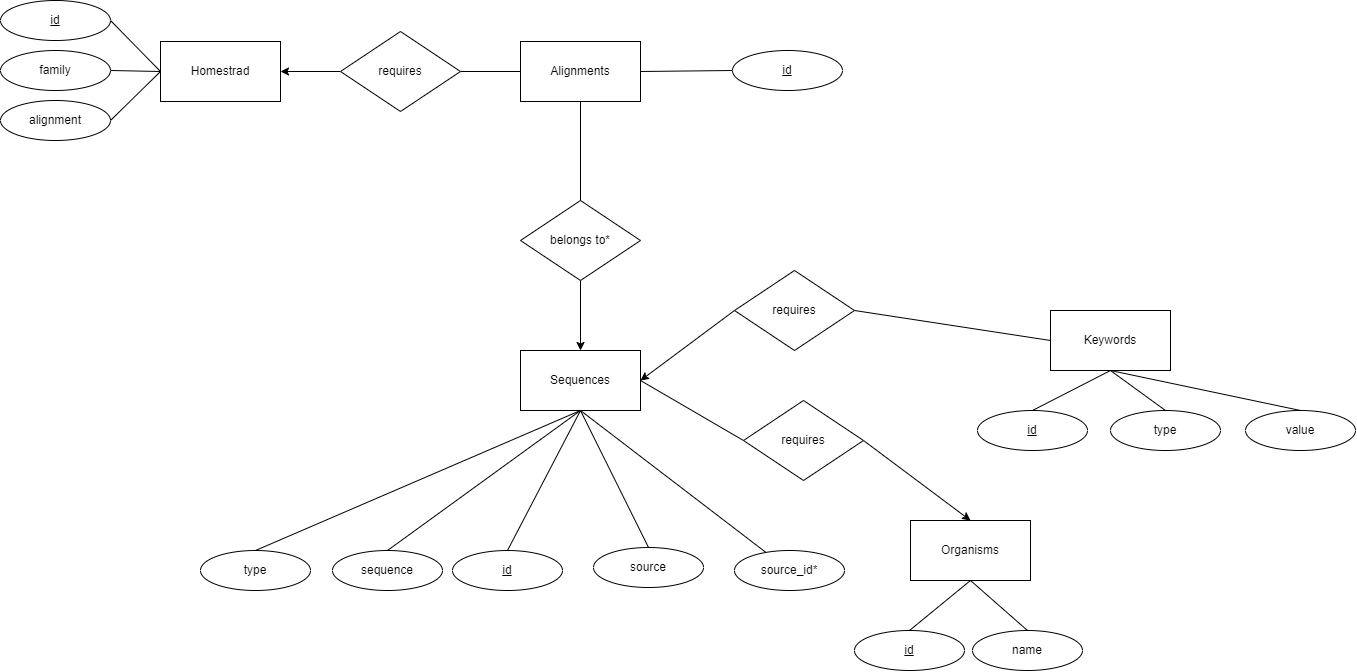 id
family
alignment
Homestrad
requires
Alignments
id
belongs to*
requires
Keywords
id
type
value
Sequences
requires
type
sequence
id
source
source_id*
Organisms
id
name